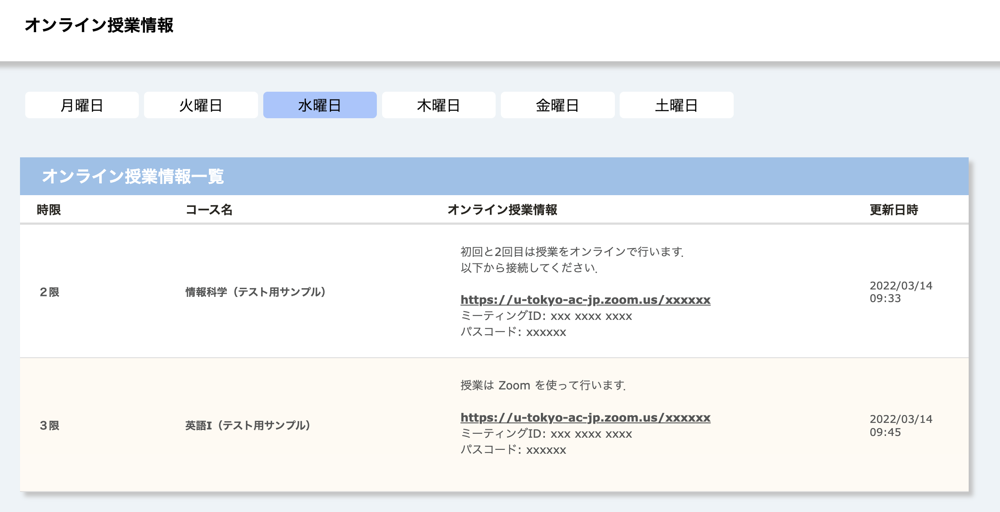 オンライン授業情報
月曜日 火曜日 水曜日 木曜日 金曜日 土曜日
オンライン授業情報一覧
時限 コース名 オンライン授業情報 更新日時
２限 情報科学（テスト用サンプル）
初回と2回目は授業をオンラインで行います．
以下から接続してください．
https://u-tokyo-ac-jp.zoom.us/xxxxxx
ミーティングID: xxx xxxx xxxx
パスコード: xxxxxx
2022/03/14
09:33
３限 英語I（テスト用サンプル）
授業は Zoom を使って行います．
https://u-tokyo-ac-jp.zoom.us/xxxxxx
ミーティングID: xxx xxxx xxxx
パスコード: xxxxxx
2022/03/14
09:45